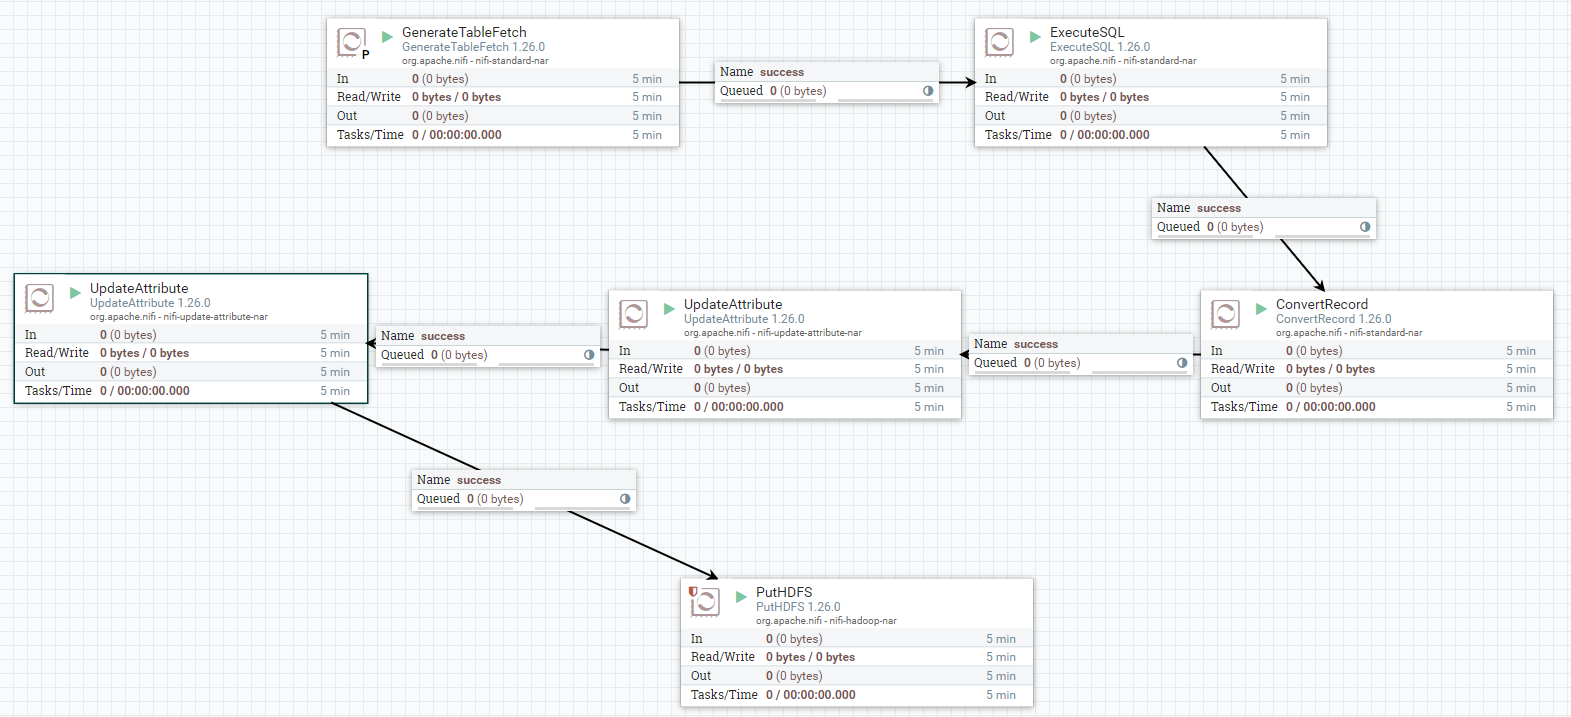 GenerateTableFetch
GenerateTableFetch 1.26.0
org.apache.nifi - nifi-standard-nar
P
In 0 (0 bytes) 5 min
Read/Write 0 bytes / 0 bytes 5 min
Out 0 (0 bytes) 5 min
Tasks/Time 0 / 00:00:00.000 5 min
Name success
Queued 0 (0 bytes)
ExecuteSQL
ExecuteSQL 1.26.0
org.apache.nifi - nifi-standard-nar
In 0 (0 bytes) 5 min
Read/Write 0 bytes / 0 bytes 5 min
Out 0 (0 bytes) 5 min
Tasks/Time 0 / 00:00:00.000 5 min
Name success
Queued 0 (0 bytes)
ConvertRecord
ConvertRecord 1.26.0
org.apache.nifi - nifi-standard-nar
In 0 (0 bytes) 5 min
Read/Write 0 bytes / 0 bytes 5 min
Out 0 (0 bytes) 5 min
Tasks/Time 0 / 00:00:00.000 5 min
Name success
Queued 0 (0 bytes)
UpdateAttribute
UpdateAttribute 1.26.0
org.apache.nifi - nifi-update-attribute-nar
In 0 (0 bytes) 5 min
Read/Write 0 bytes / 0 bytes 5 min
Out 0 (0 bytes) 5 min
Tasks/Time 0 / 00:00:00.000 5 min
Name success
Queued 0 (0 bytes)
UpdateAttribute
UpdateAttribute 1.26.0
org.apache.nifi - nifi-update-attribute-nar
In 0 (0 bytes) 5 min
Read/Write 0 bytes / 0 bytes 5 min
Out 0 (0 bytes) 5 min
Tasks/Time 0 / 00:00:00.000 5 min
Name success
Queued 0 (0 bytes)
PutHDFS
PutHDFS 1.26.0
org.apache.nifi - nifi-hadoop-nar
In 0 (0 bytes) 5 min
Read/Write 0 bytes / 0 bytes 5 min
Out 0 (0 bytes) 5 min
Tasks/Time 0 / 00:00:00.000 5 min